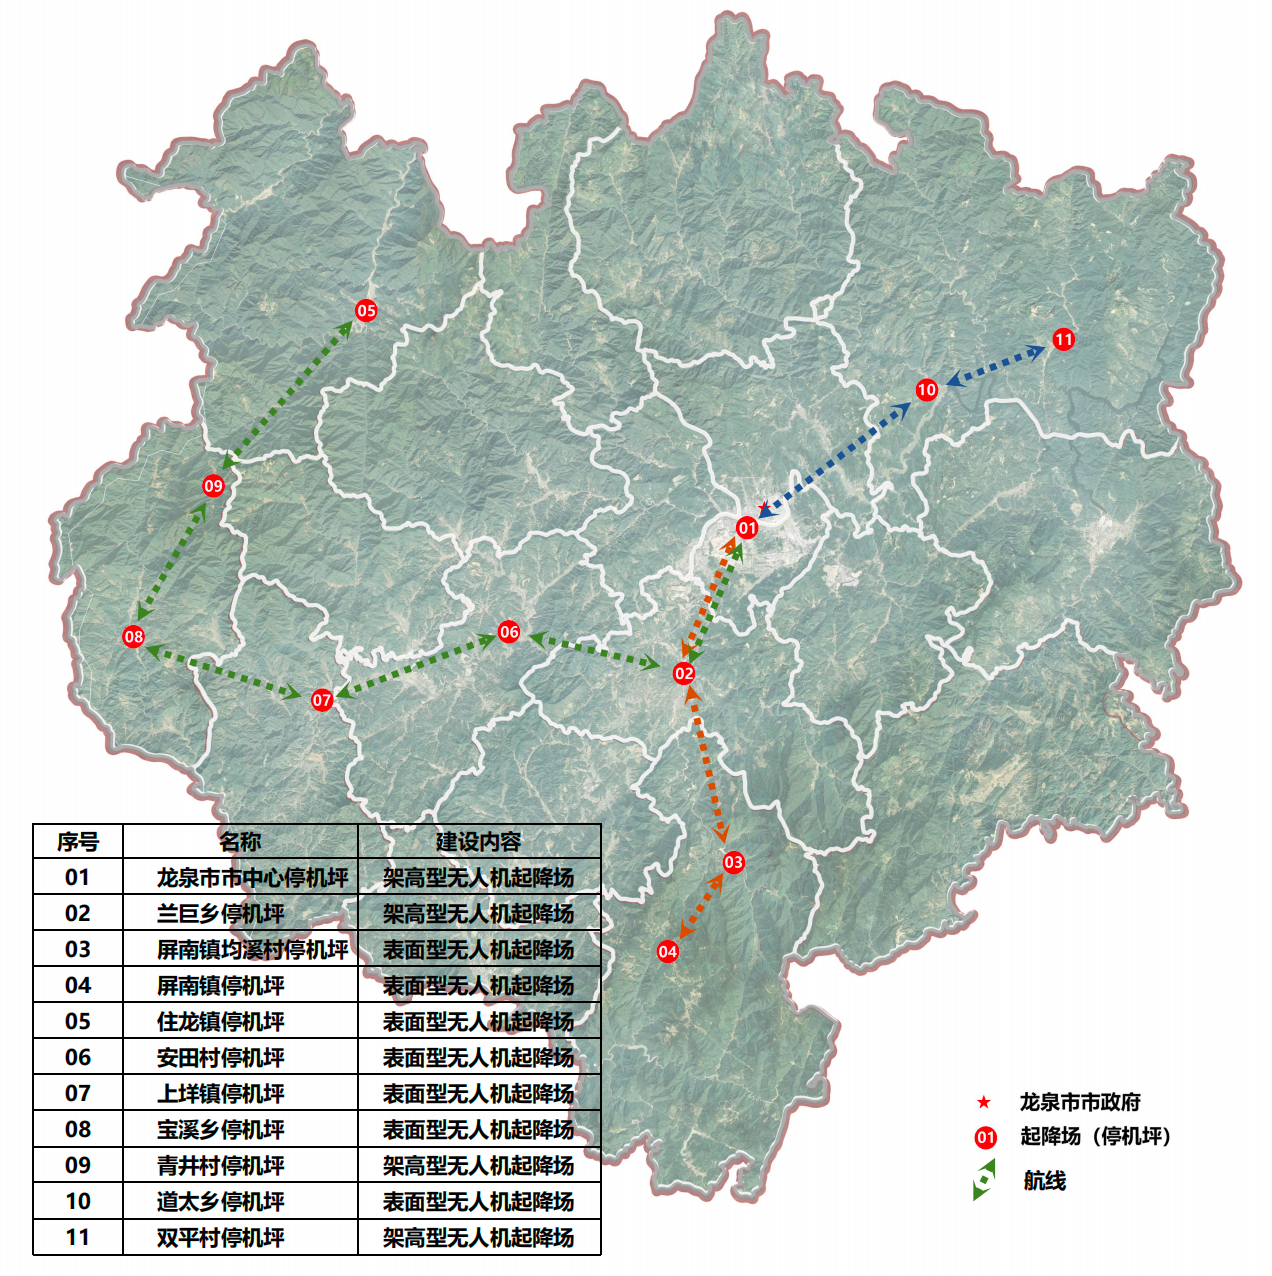 05
11
10
09
01
06
08
02
07
03
04
序号 名称 建设内容
01 龙泉市市中心停机坪 架高型无人机起降场
02 兰巨乡停机坪 架高型无人机起降场
03 屏南镇均溪村停机坪 表面型无人机起降场
04 屏南镇停机坪 表面型无人机起降场
05 住龙镇停机坪 表面型无人机起降场
06 安田村停机坪 表面型无人机起降场
07 上垟镇停机坪 表面型无人机起降场
08 宝溪乡停机坪 表面型无人机起降场
09 青井村停机坪 架高型无人机起降场
10 道太乡停机坪 表面型无人机起降场
11 双平村停机坪 架高型无人机起降场
龙泉市市政府
01 起降场（停机坪）
航线